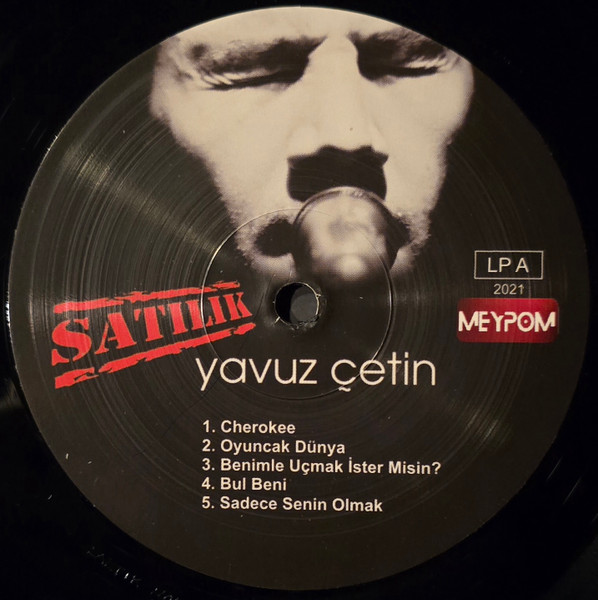 LP A
2021
MEYPOM
SATILIK
yavuz çetin
1. Cherokee
2. Oyuncak Dünya
3. Benimle Uçmak İster Misin?
4. Bul Beni
5. Sadece Senin Olmak